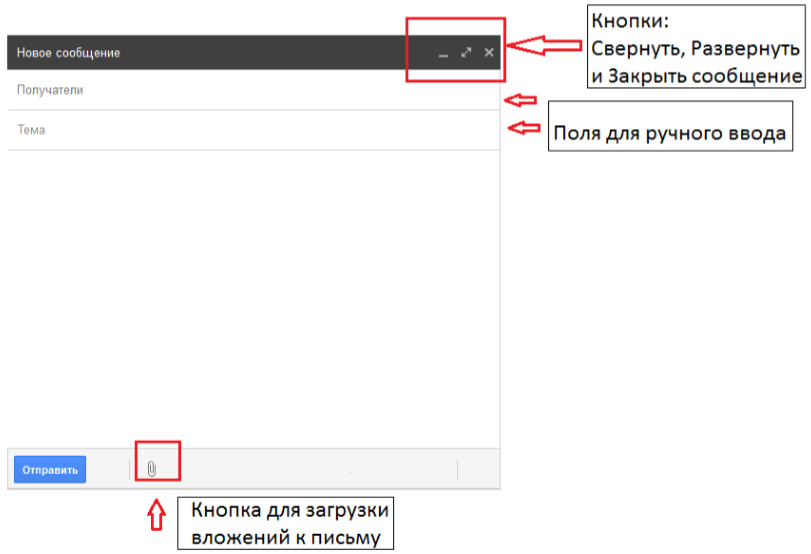 Кнопки:
Свернуть, Развернуть
и Закрыть сообщение
Новое сообщение
Получатели
Тема
Поля для ручного ввода
Отправить
Кнопка для загрузки
вложений к письму